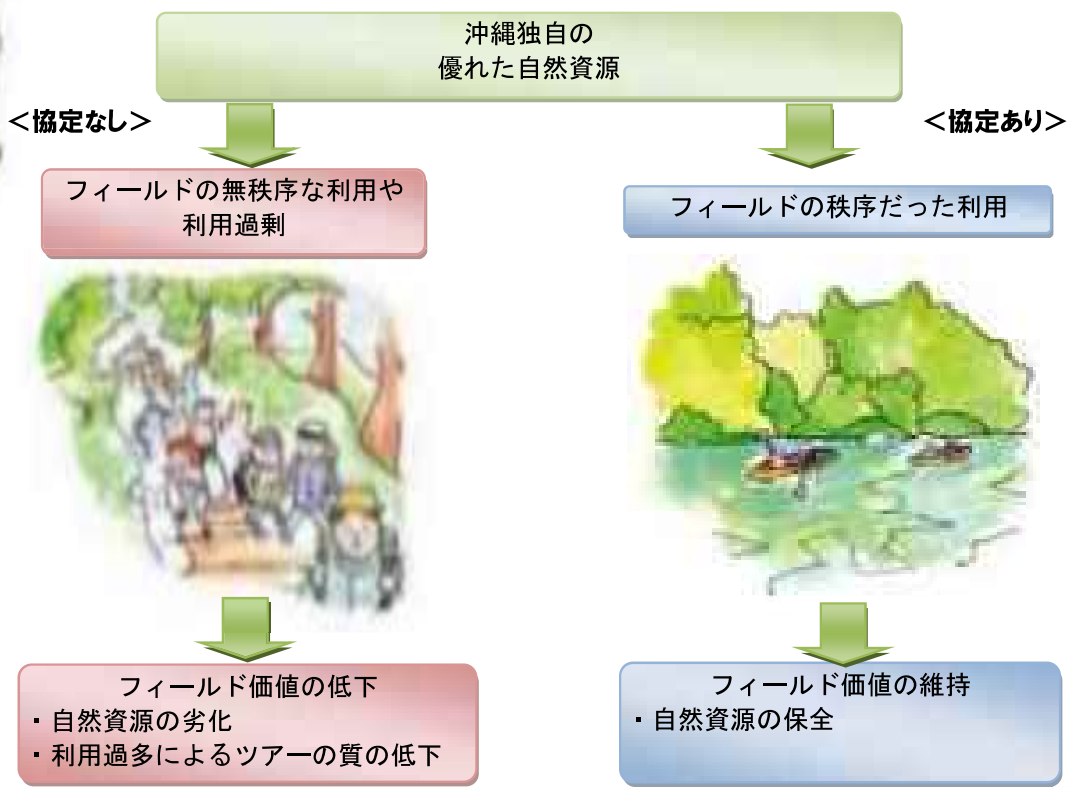 沖縄独自の
優れた自然資源
＜協定なし＞
＜協定あり＞
フィールドの無秩序な利用や
利用過剰
フィールドの秩序だった利用
フィールド価値の低下
・自然資源の劣化
・利用過多によるツアーの質の低下
フィールド価値の維持
・自然資源の保全